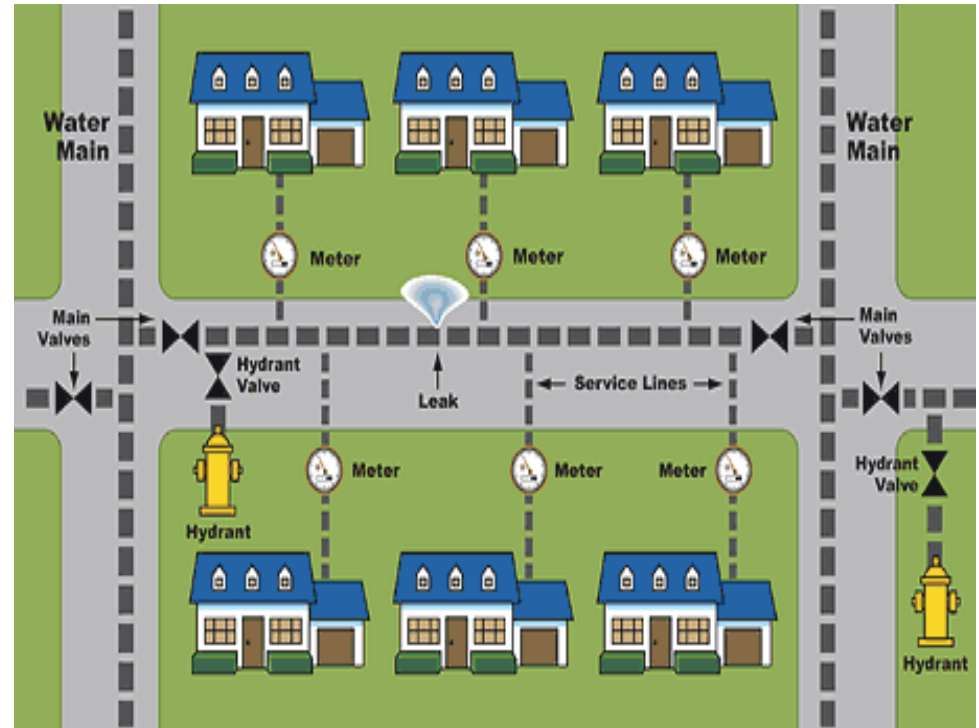 Water
Main
Water
Main
Meter
Meter
Meter
Main
Valves
Main
Valves
Hydrant
Valve
Leak
Service Lines
Meter
Meter
Meter
Hydrant
Valve
Hydrant
Hydrant